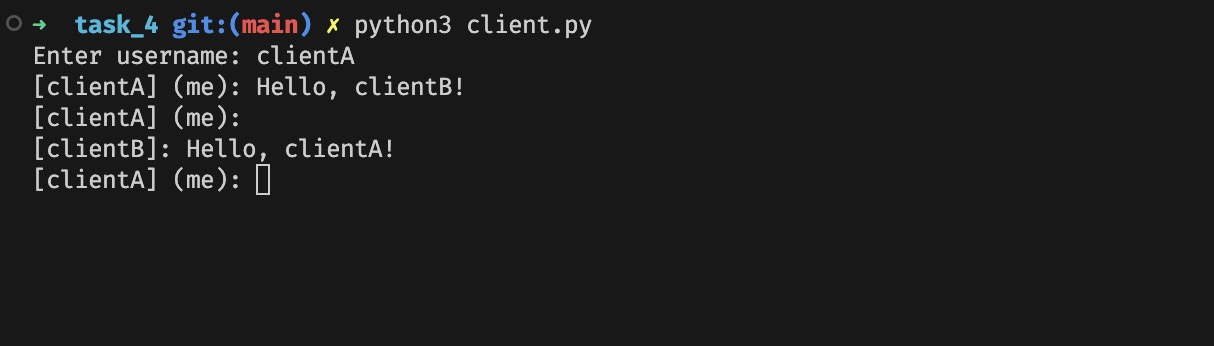 ➜ task_4 git:(main) ✗ python3 client.py
Enter username: clientA
[clientA] (me): Hello, clientB!
[clientA] (me):
[clientB]: Hello, clientA!
[clientA] (me):